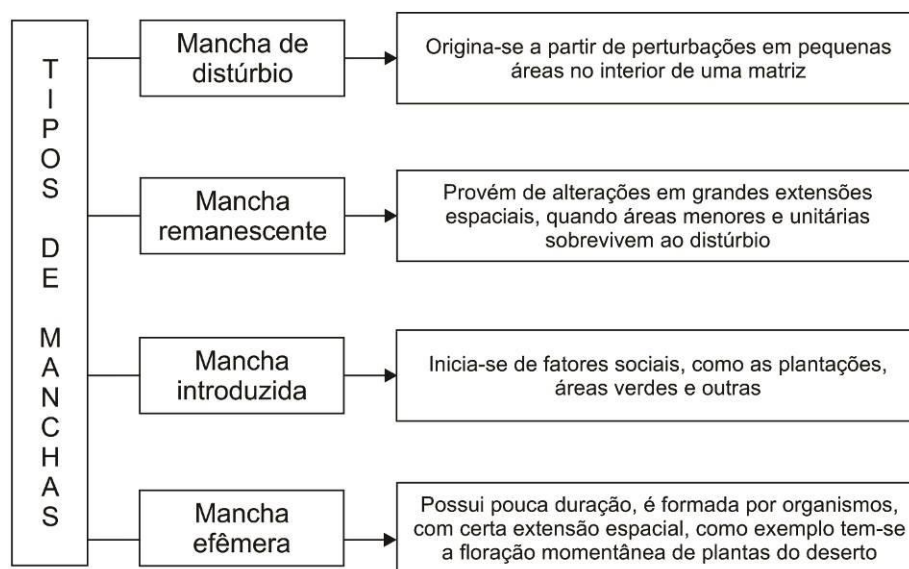 TIPOS DE MANCHAS
Mancha de
distúrbio
Origina-se a partir de perturbações em pequenas
áreas no interior de uma matriz
Mancha
remanescente
Provém de alterações em grandes extensões
espaciais, quando áreas menores e unitárias
sobrevivem ao distúrbio
Mancha
introduzida
Inicia-se de fatores sociais, como as plantações,
áreas verdes e outras
Mancha
efêmera
Possui pouca duração, é formada por organismos,
com certa extensão espacial, como exemplo tem-se
a floração momentânea de plantas do deserto